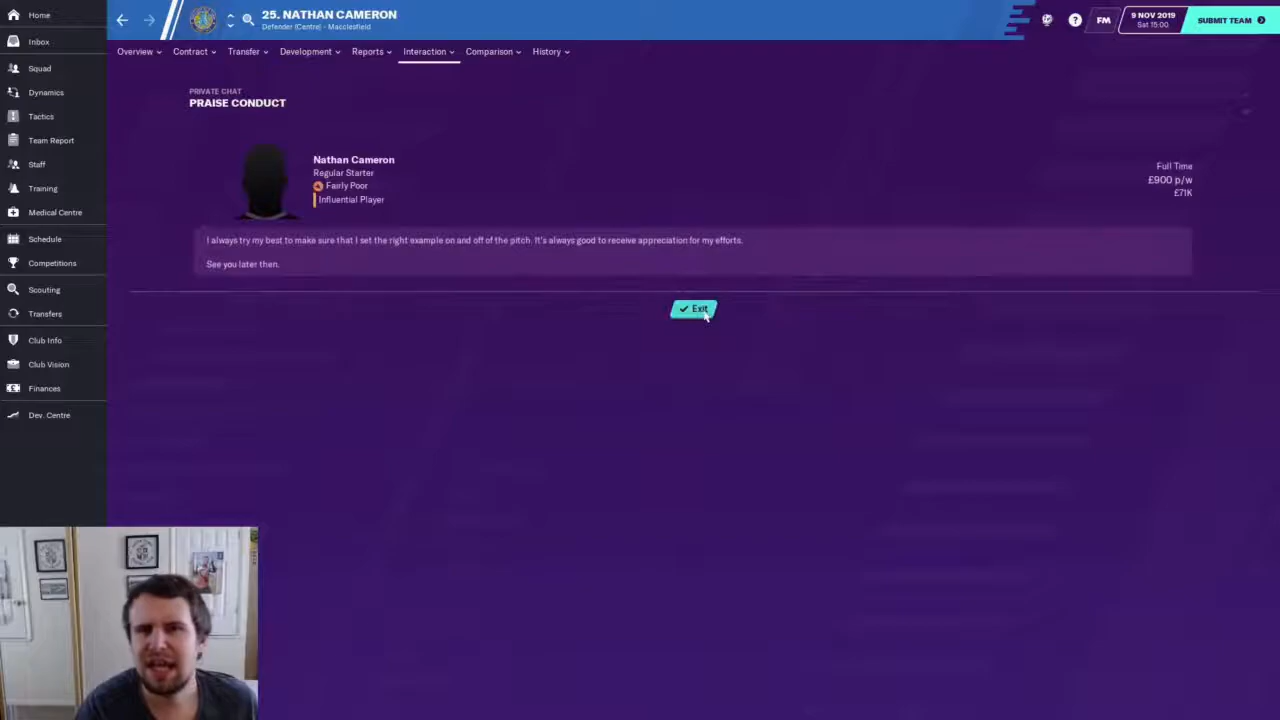 Home
Inbox
Squad
Dynamics
Tactics
Team Report
Staff
Training
Medical Centre
Schedule
Competitions
Scouting
Transfers
Club Info
Club Vision
Finances
Dev. Centre
25. NATHAN CAMERON
Defender (Centre) - Macclesfield
?
FM
9 NOV 2019
Sat 15:00
SUBMIT TEAM
Overview
Contract
Transfer
Development
Reports
Interaction
Comparison
History
PRIVATE CHAT
PRAISE CONDUCT
Nathan Cameron
Regular Starter
Fairly Poor
Influential Player
Full Time
£900 p/w
£71K
I always try my best to make sure that I set the right example on and off of the pitch. It's always good to receive appreciation for my efforts.
See you later then.
Exit